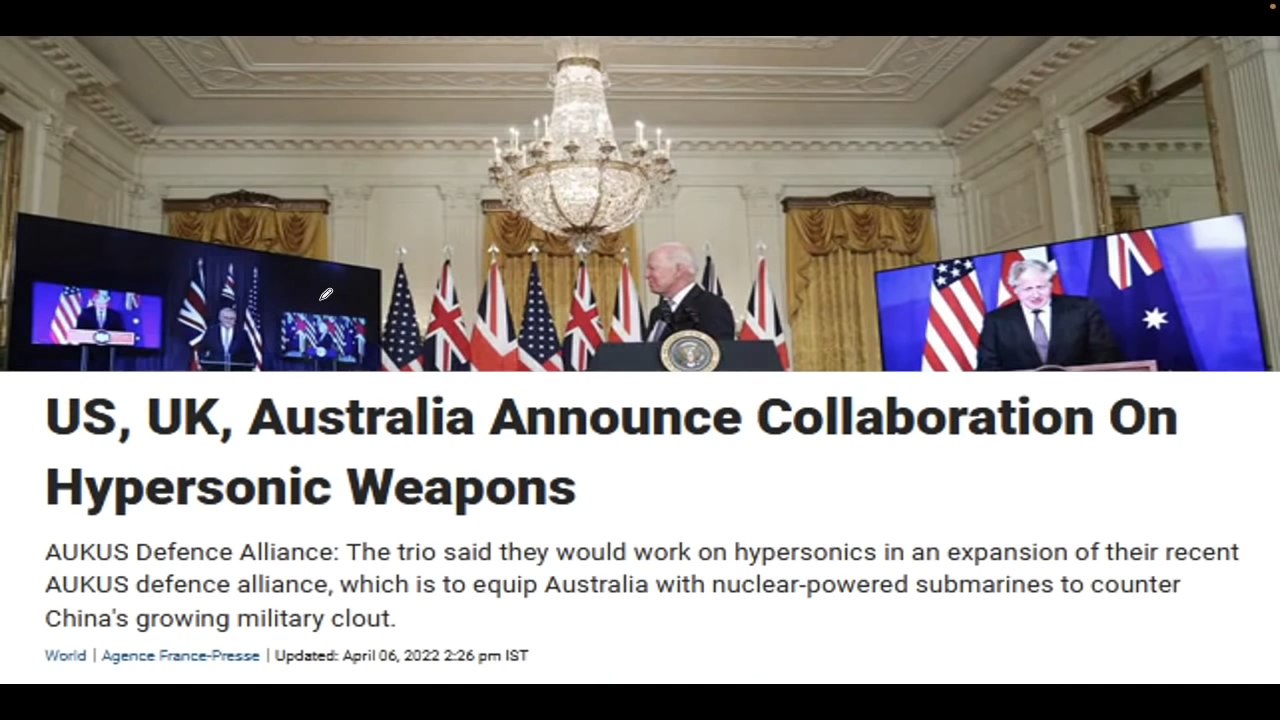 US, UK, Australia Announce Collaboration On
Hypersonic Weapons
AUKUS Defence Alliance: The trio said they would work on hypersonics in an expansion of their recent
AUKUS defence alliance, which is to equip Australia with nuclear-powered submarines to counter
China's growing military clout.
World | Agence France-Presse | Updated: April 06, 2022 2:26 pm IST